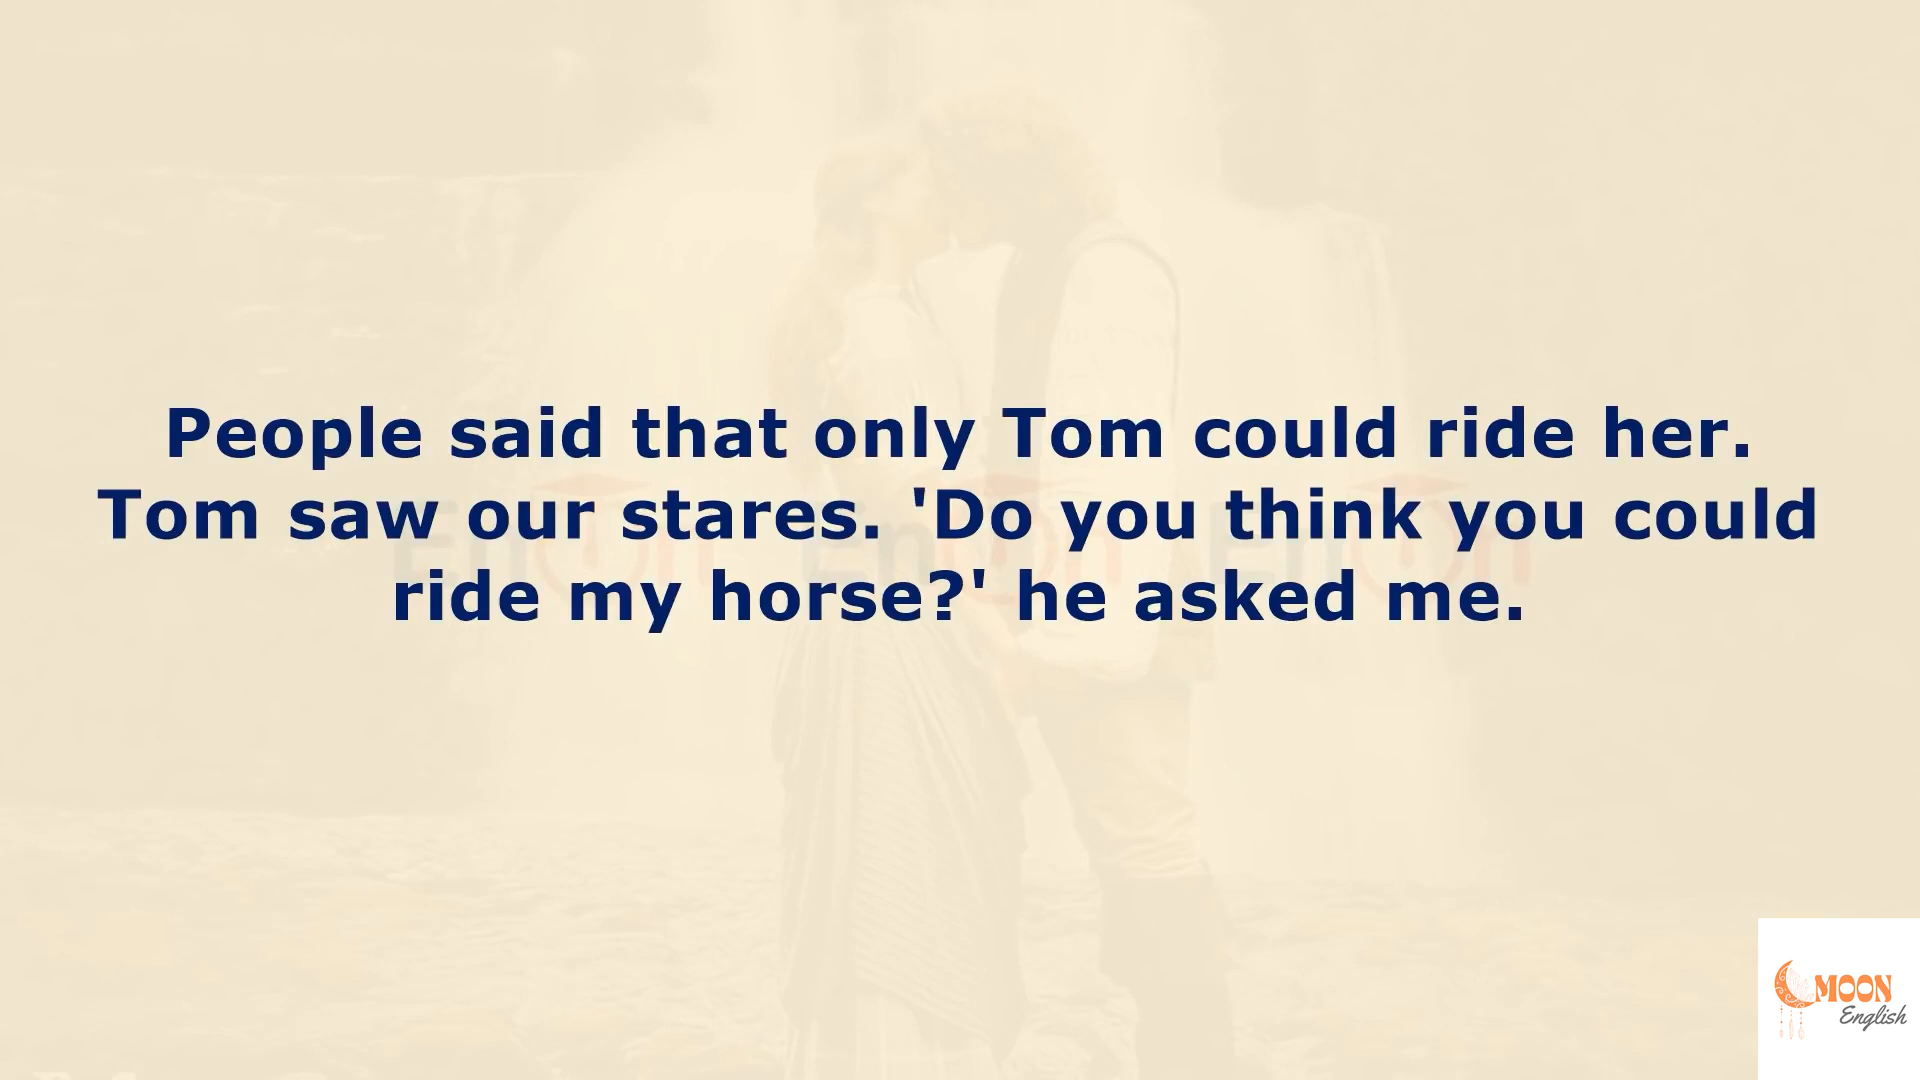 People said that only Tom could ride her.
Tom saw our stares. 'Do you think you could
ride my horse?' he asked me.
MOON
English